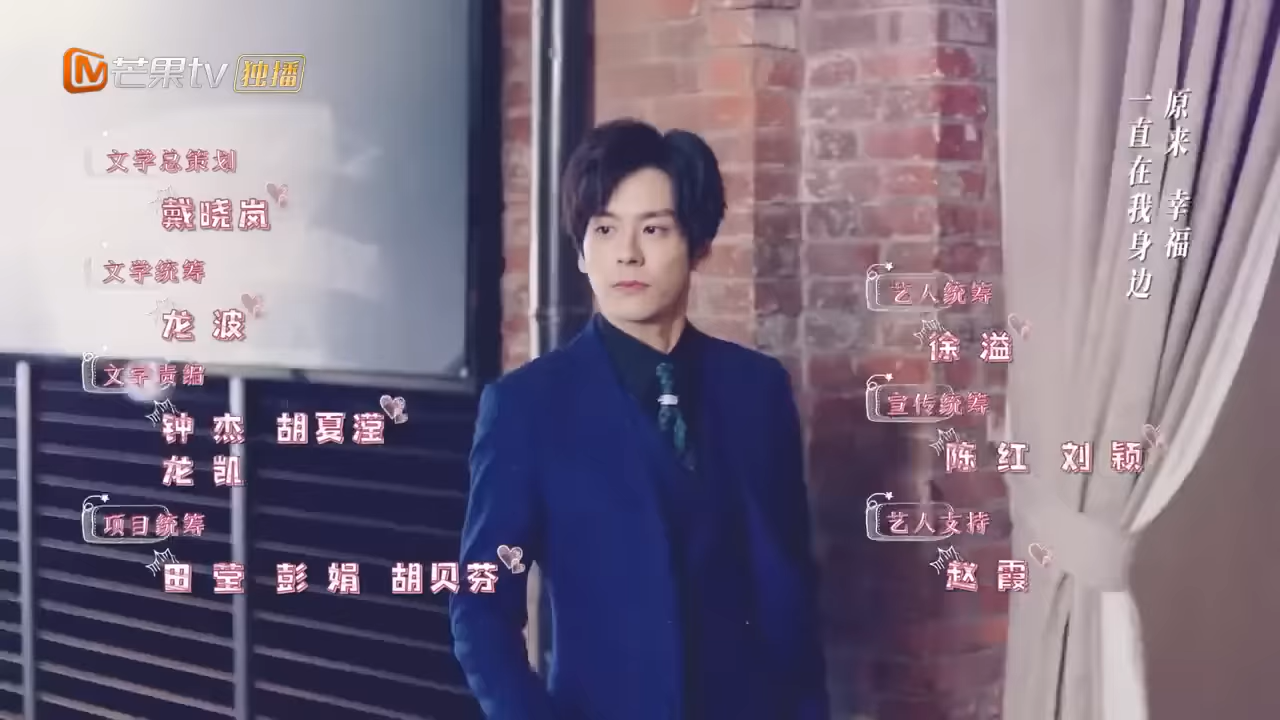 芒果tv 独播
文学总策划
戴晓岚
文学统筹
龙波
文学责编
钟杰 胡夏滢
龙凯
项目统筹
田莹 彭娟 胡贝芬
原来 幸福
一直在我身边
艺人统筹
徐溢
宣传统筹
陈红 刘颖
艺人支持
赵霞